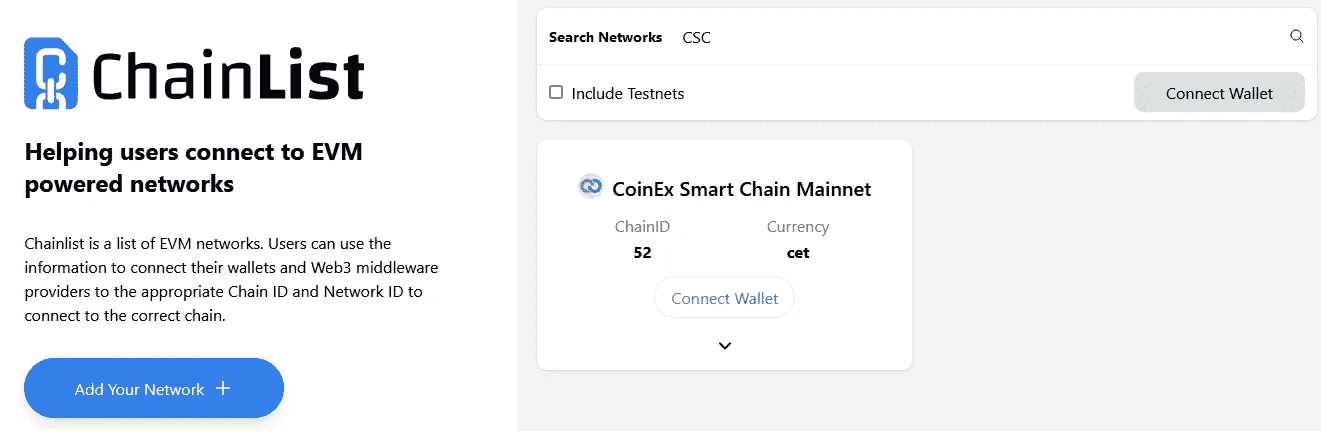 ChainList
Helping users connect to EVM
powered networks
Chainlist is a list of EVM networks. Users can use the
information to connect their wallets and Web3 middleware
providers to the appropriate Chain ID and Network ID to
connect to the correct chain.
Add Your Network
Search Networks CSC
Include Testnets
Connect Wallet
CoinEx Smart Chain Mainnet
ChainID Currency
52 cet
Connect Wallet